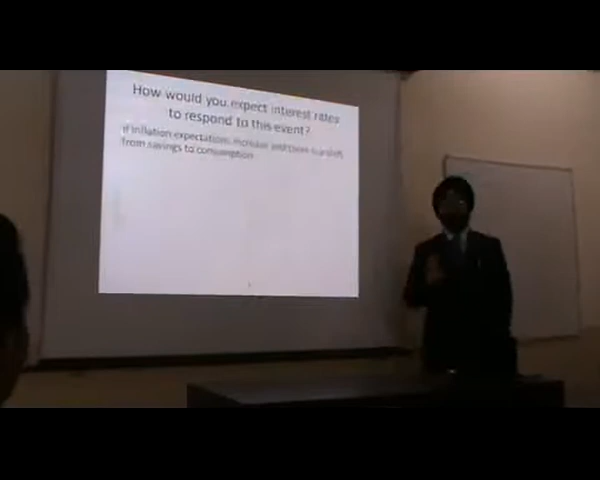 How would you expect interest rates
to respond to this event?
If inflation expectations increase and there is a shift
from savings to consumption